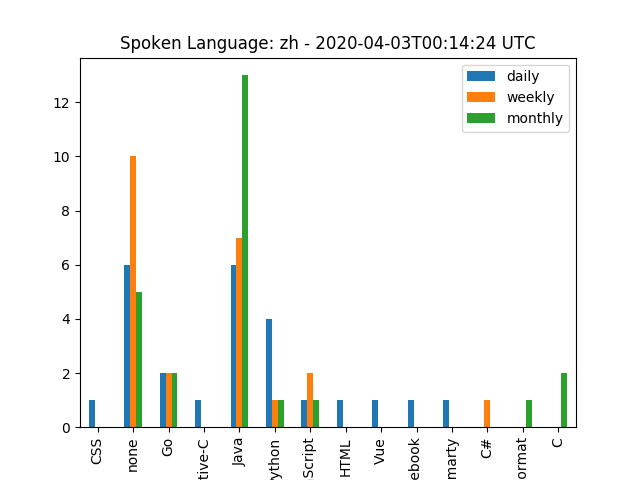 Spoken Language: zh - 2020-04-03T00:14:24 UTC
daily
weekly
monthly
12
10
8
6
4
2
0
CSS
none
Go
tive-C
Java
ython
Script
HTML
Vue
ebook
marty
C#
ormat
C